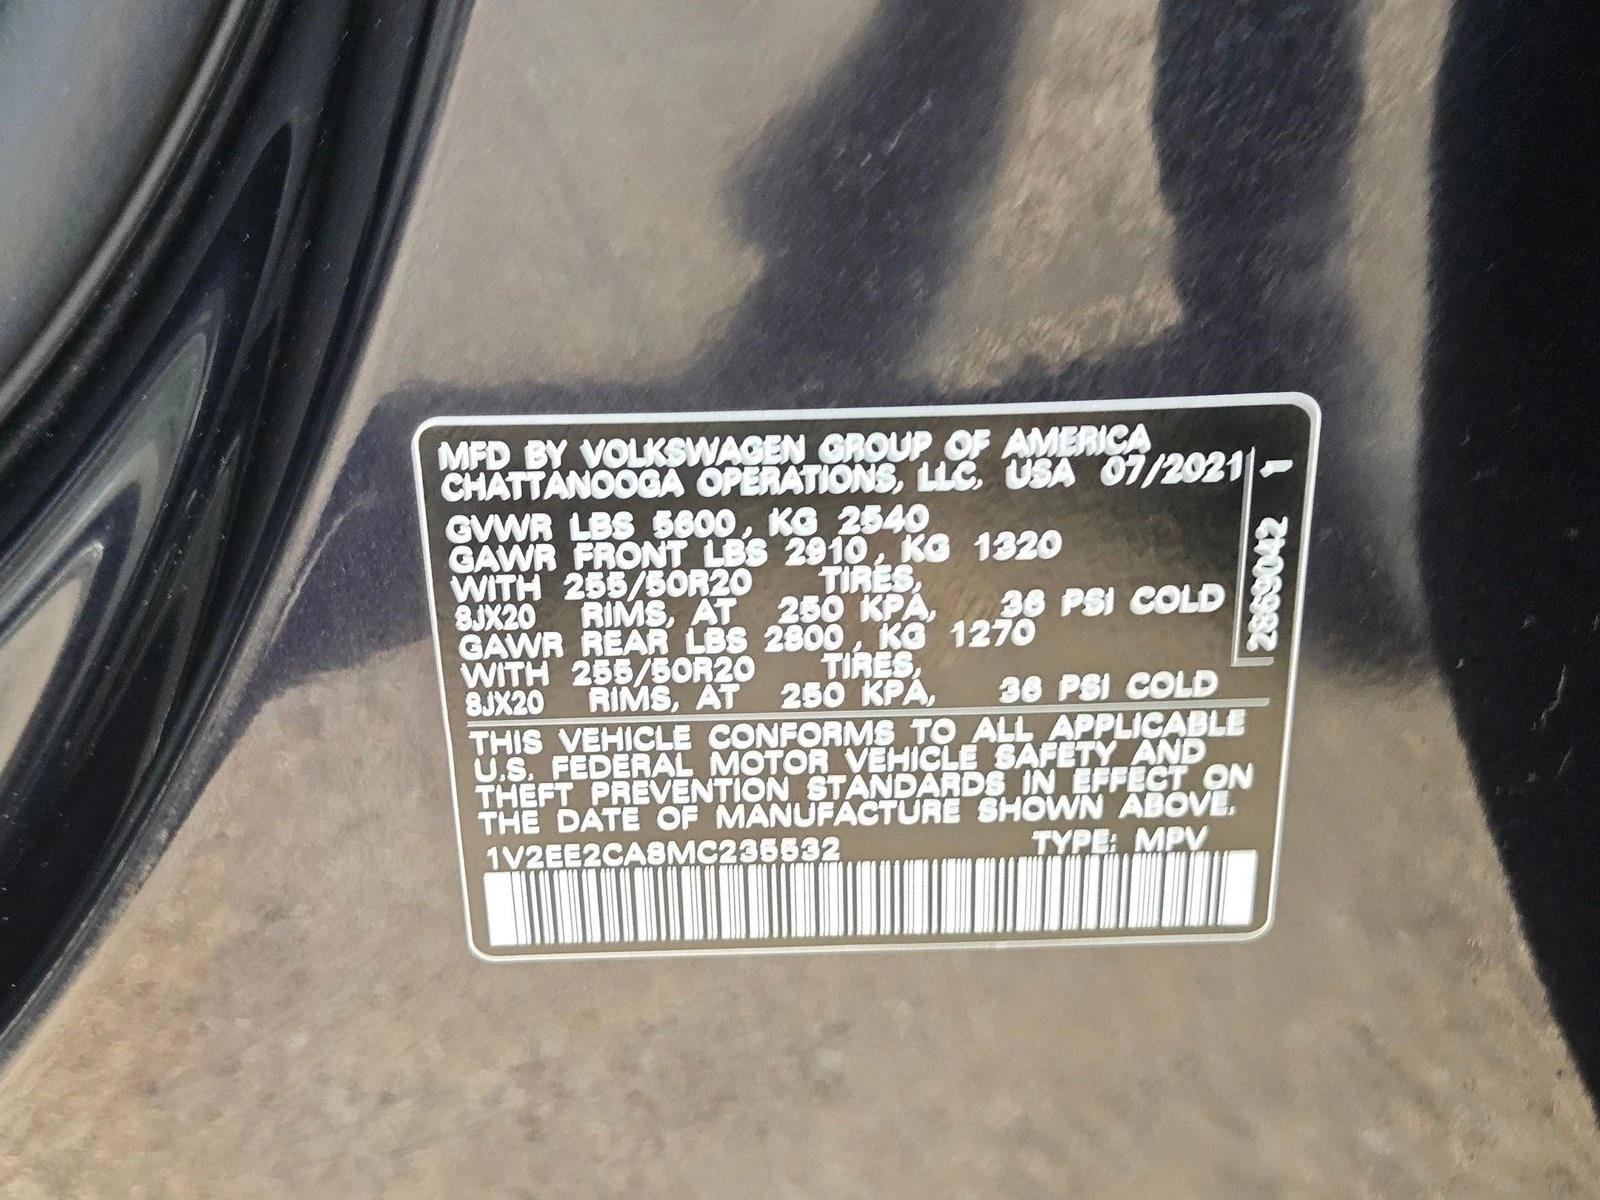 MFD BY VOLKSWAGEN GROUP OF AMERICA
CHATTANOOGA OPERATIONS, LLC. USA 07/2021
GVWR LBS 5600, KG 2540
GAWR FRONT LBS 2910, KG 1320
WITH 255/50R20 TIRES,
8JX20 RIMS, AT 250 KPA, 36 PSI COLD
GAWR REAR LBS 2800, KG 1270
WITH 255/50R20 TIRES,
8JX20 RIMS, AT 250 KPA, 36 PSI COLD
THIS VEHICLE CONFORMS TO ALL APPLICABLE
U.S. FEDERAL MOTOR VEHICLE SAFETY AND
THEFT PREVENTION STANDARDS IN EFFECT ON
THE DATE OF MANUFACTURE SHOWN ABOVE.
1V2EE2CA8MC235532 TYPE: MPV
2869042 1